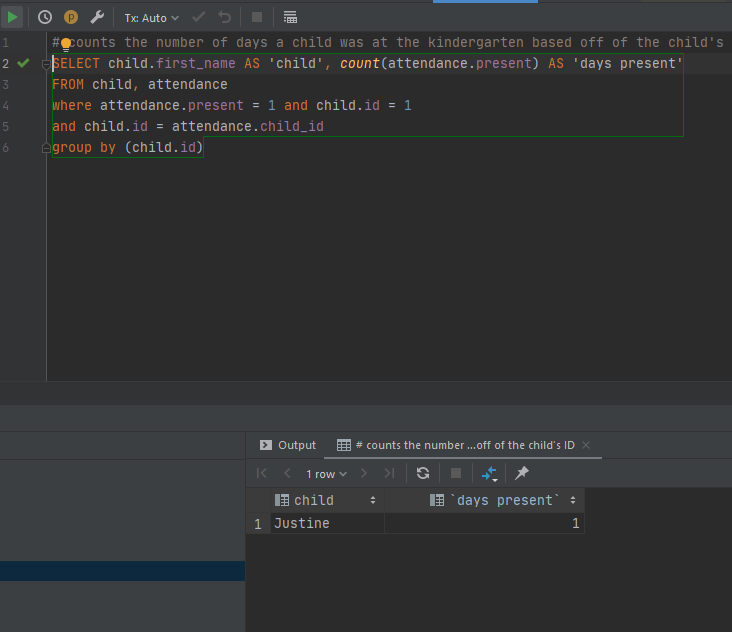 Tx: Auto
1 # counts the number of days a child was at the kindergarten based off of the child's
2 SELECT child.first_name AS 'child', count(attendance.present) AS 'days present'
3 FROM child, attendance
4 where attendance.present = 1 and child.id = 1
5 and child.id = attendance.child_id
6 group by (child.id)
Output # counts the number ...off of the child's ID
1 row
child `days present`
1 Justine 1